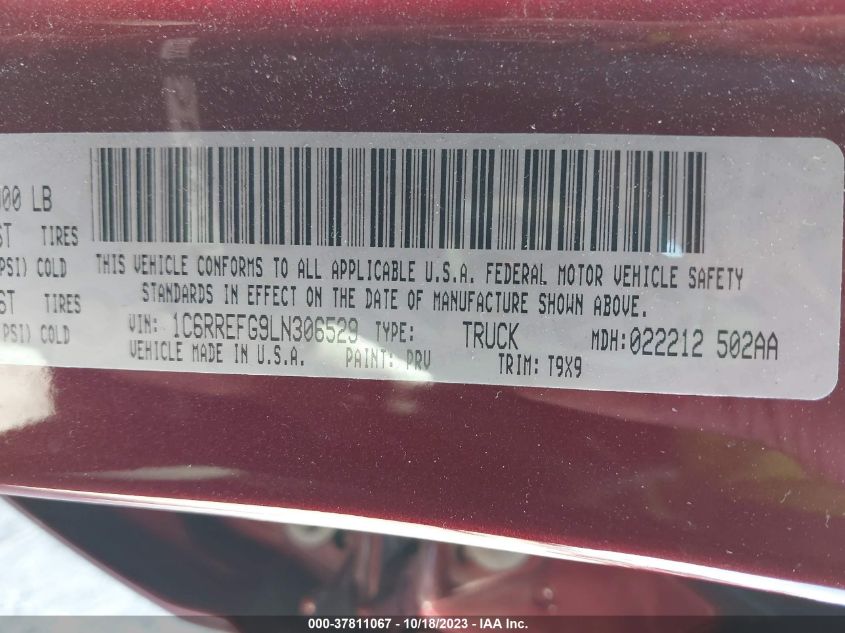 000 LB
ST TIRES
PSI) COLD
ST TIRES
PSI) COLD
THIS VEHICLE CONFORMS TO ALL APPLICABLE U.S.A. FEDERAL MOTOR VEHICLE SAFETY
STANDARDS IN EFFECT ON THE DATE OF MANUFACTURE SHOWN ABOVE.
VIN: 1C6RREFG9LN306529 TYPE: TRUCK MDH:022212 502AA
VEHICLE MADE IN U.S.A. PAINT: PRV TRIM: T9X9
000-37811067 - 10/18/2023 - IAA Inc.